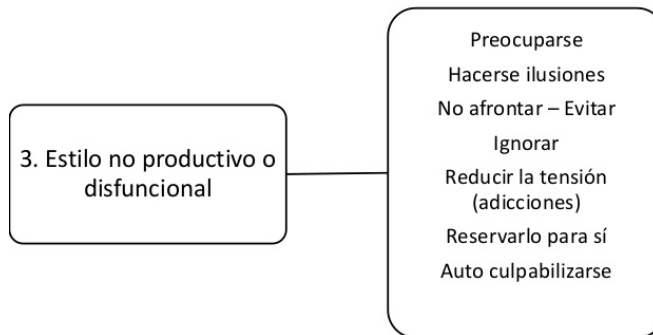 3. Estilo no productivo o
disfuncional
Preocuparse
Hacerse ilusiones
No afrontar – Evitar
Ignorar
Reducir la tensión
(adicciones)
Reservarlo para sí
Auto culpabilizarse